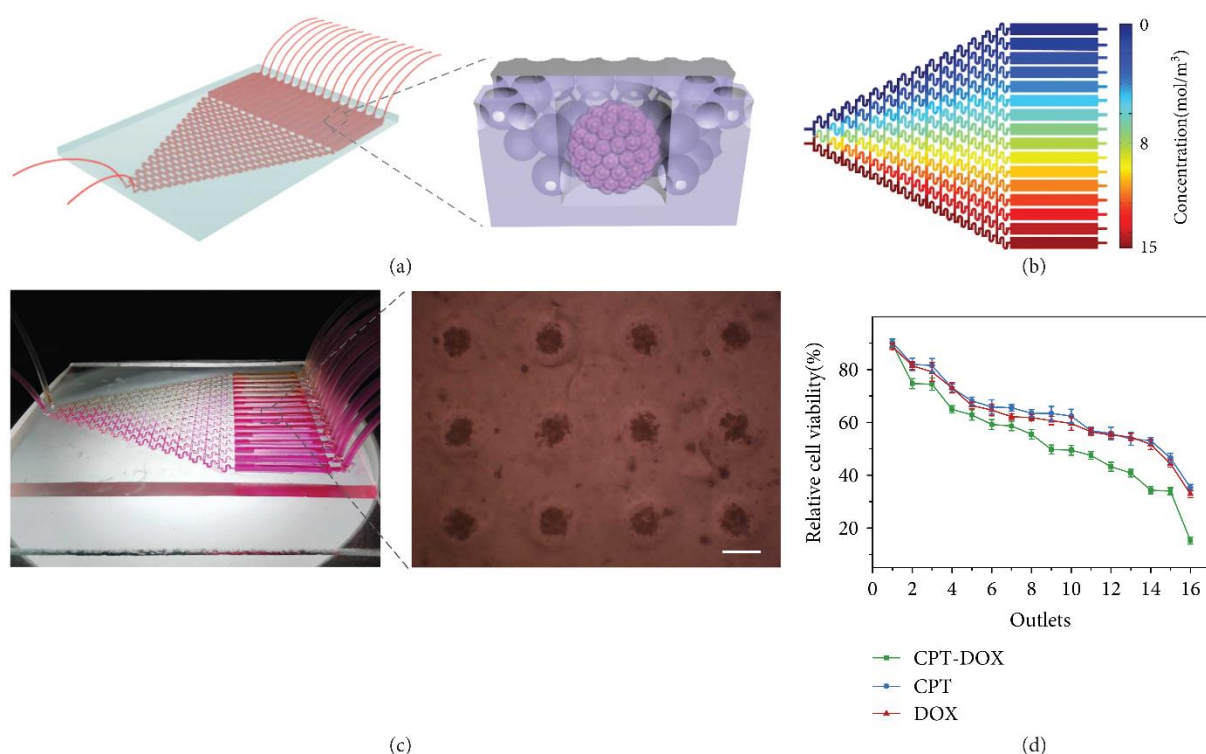 (a)
0
8
15
Concentration(mol/m³)
(b)
(c)
80
60
40
20
Relative cell viability(%)
0 2 4 6 8 10 12 14 16
Outlets
CPT-DOX
CPT
DOX
(d)